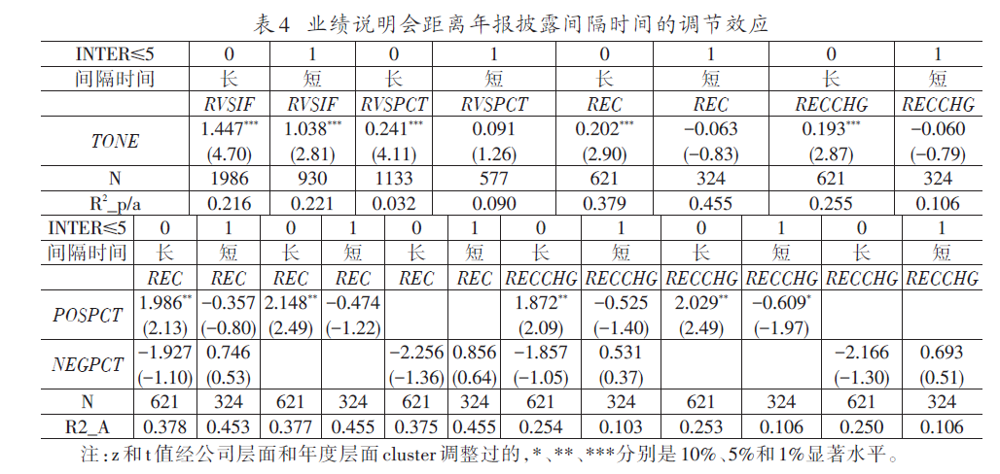 表4 业绩说明会距离年报披露间隔时间的调节效应
INTER≤5 0 1 0 1 0 1 0 1
间隔时间 长 短 长 短 长 短 长 短
RVSIF RVSIF RVSPCT RVSPCT REC REC RECCHG RECCHG
TONE 1.447*** 1.038*** 0.241*** 0.091 0.202*** −0.063 0.193*** −0.060
(4.70) (2.81) (4.11) (1.26) (2.90) (−0.83) (2.87) (−0.79)
N 1986 930 1133 577 621 324 621 324
R²_p/a 0.216 0.221 0.032 0.090 0.379 0.455 0.255 0.106
INTER≤5 0 1 0 1 0 1 0 1 0 1 0 1
间隔时间 长 短 长 短 长 短 长 短 长 短 长 短
REC REC REC REC REC REC RECCHG RECCHG RECCHG RECCHG RECCHG RECCHG
POSPCT 1.986** −0.357 2.148** −0.474 1.872** −0.525 2.029** −0.609*
(2.13) (−0.80) (2.49) (−1.22) (2.09) (−1.40) (2.49) (−1.97)
NEGPCT −1.927 0.746 −2.256 0.856 −1.857 0.531 −2.166 0.693
(−1.10) (0.53) (−1.36) (0.64) (−1.05) (0.37) (−1.30) (0.51)
N 621 324 621 324 621 324 621 324 621 324 621 324
R2_A 0.378 0.453 0.377 0.455 0.375 0.455 0.254 0.103 0.253 0.106 0.250 0.106
注:z和t值经公司层面和年度层面cluster调整过的,*、**、***分别是10%、5%和1%显著水平。